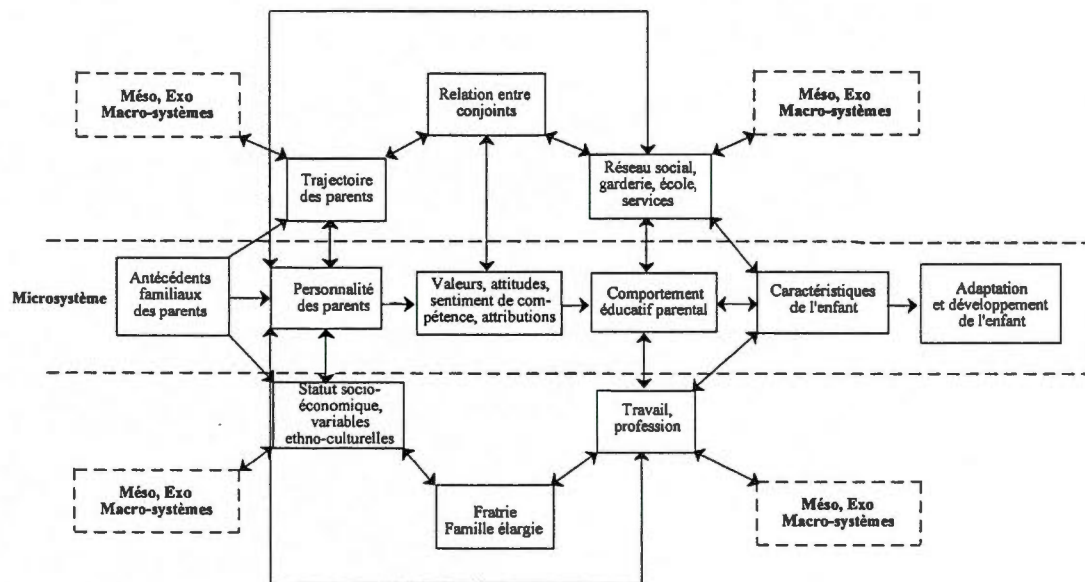 Méso, Exo
Macro-systèmes
Relation entre
conjoints
Méso, Exo
Macro-systèmes
Trajectoire
des parents
Réseau social,
garderie, école,
services
Microsystème
Antécédents
familiaux
des parents
Personnalité
des parents
Valeurs, attitudes,
sentiment de com-
pétence, attributions
Comportement
éducatif parental
Caractéristiques
de l'enfant
Adaptation
et développement
de l'enfant
Statut socio-
économique,
variables
ethno-culturelles
Travail,
profession
Méso, Exo
Macro-systèmes
Fratrie
Famille élargie
Méso, Exo
Macro-systèmes